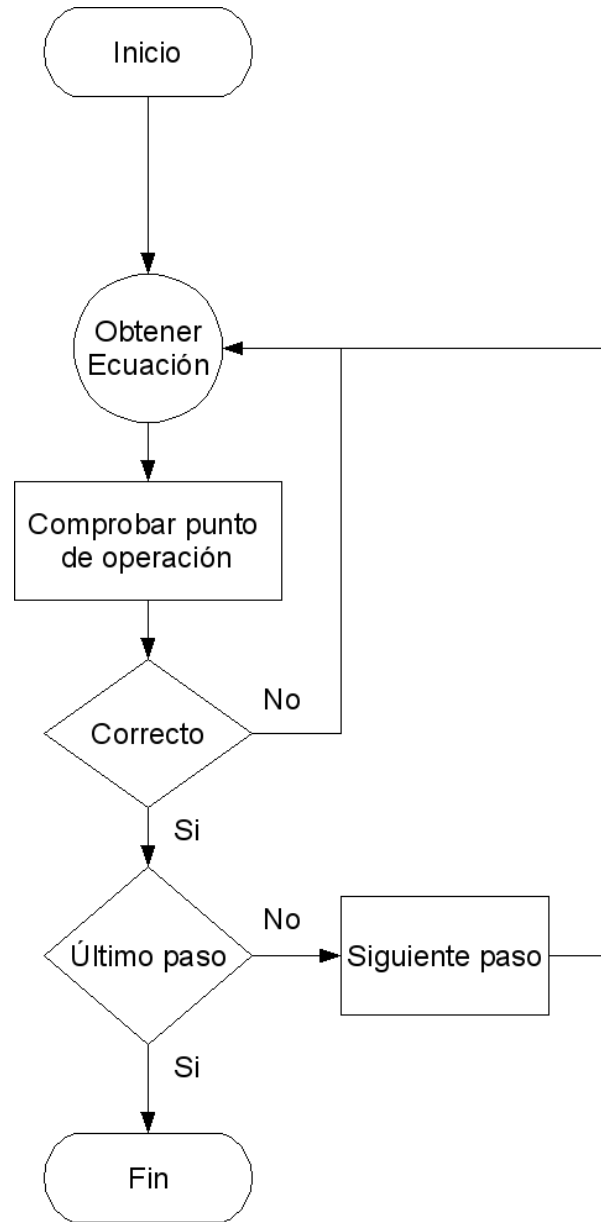 Inicio
Obtener
Ecuación
Comprobar punto
de operación
Correcto
No
Si
Último paso
No
Siguiente paso
Si
Fin